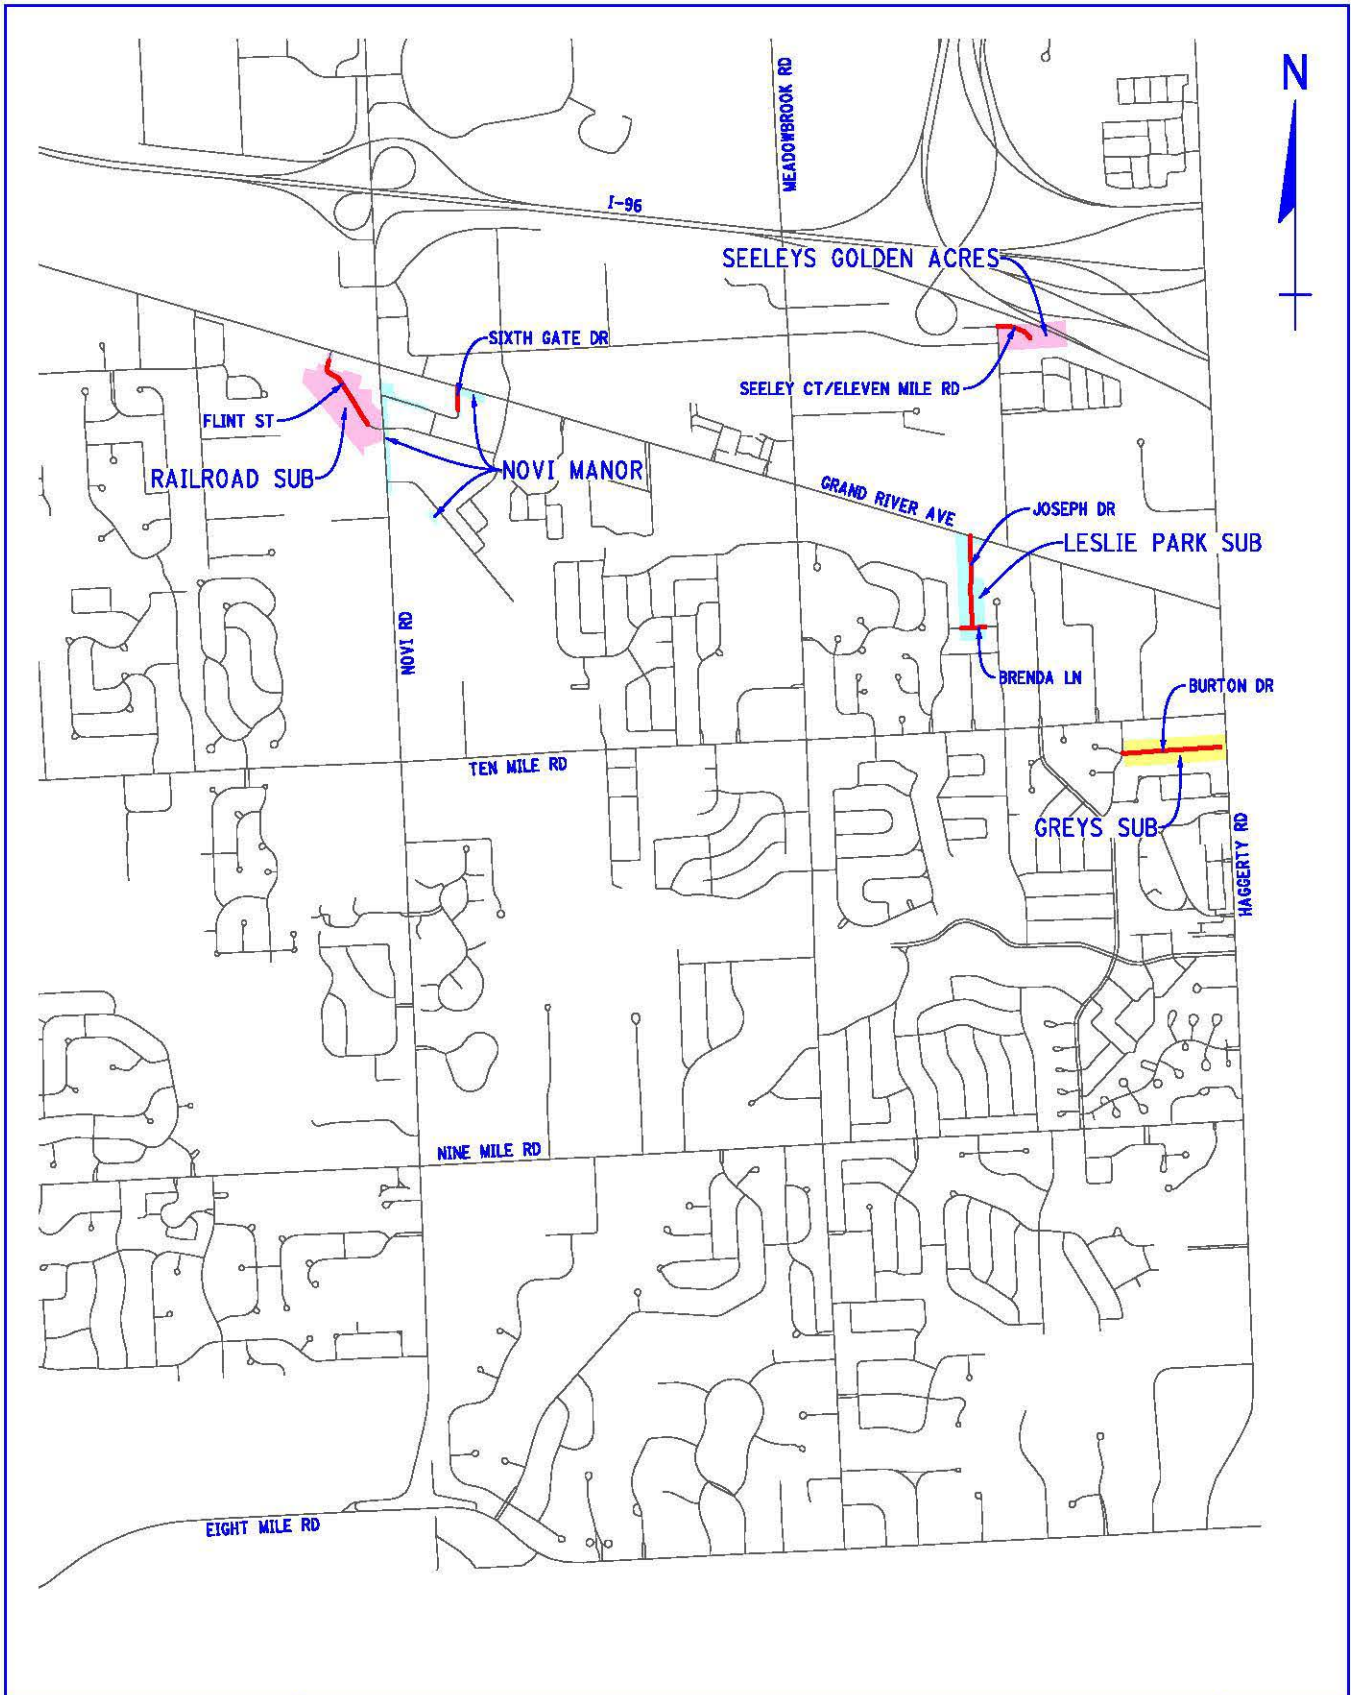 N
MEADOWBROOK RD
I-96
SEELEYS GOLDEN ACRES
SIXTH GATE DR
SEELEY CT/ELEVEN MILE RD
FLINT ST
RAILROAD SUB
NOVI MANOR
GRAND RIVER AVE
JOSEPH DR
LESLIE PARK SUB
NOVI RD
BRENDA LN
BURTON DR
TEN MILE RD
GREYS SUB
HAGGERTY RD
NINE MILE RD
EIGHT MILE RD